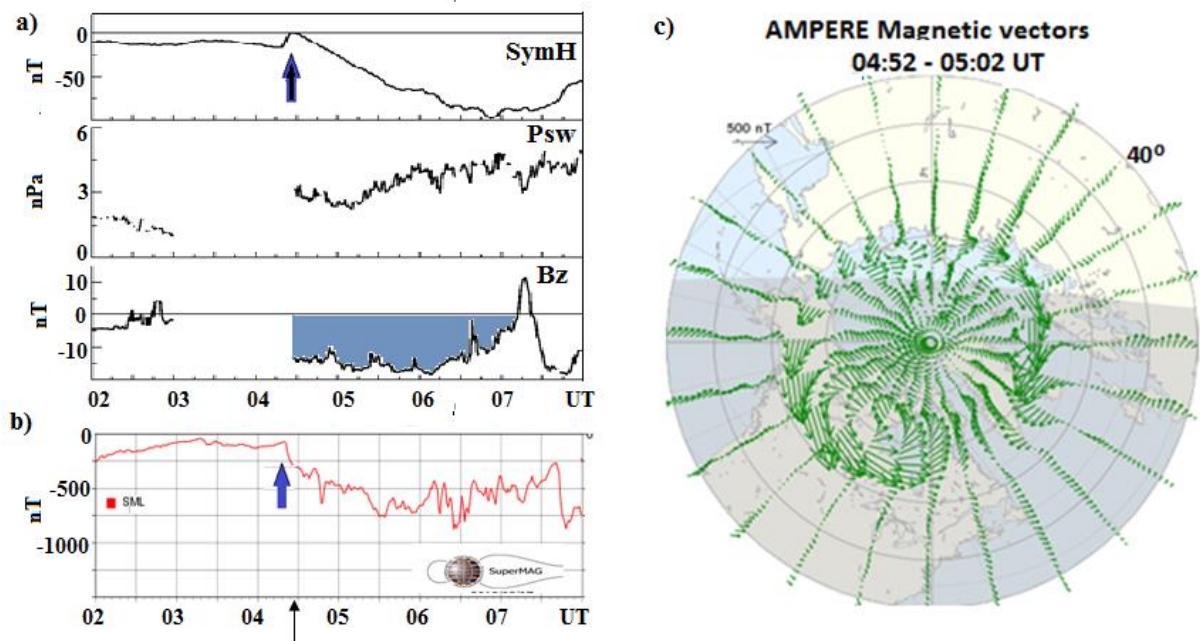 a)
0
-50
nT
SymH
6
3
0
nPa
Psw
10
0
-10
nT
Bz
02 03 04 05 06 07 UT
b)
0
-500
-1000
nT
SML
SuperMAG
02 03 04 05 06 07 UT
c)
AMPERE Magnetic vectors
04:52 - 05:02 UT
500 nT
40º